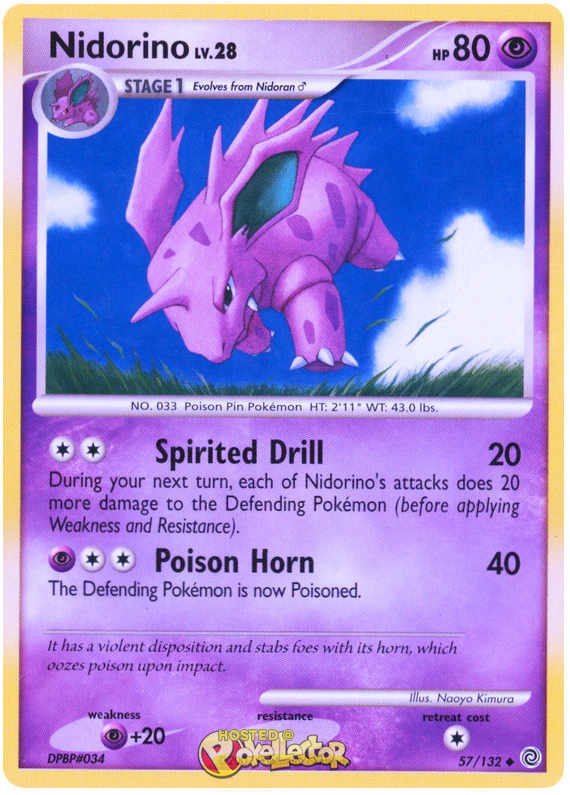 Nidorino LV.28 HP 80
STAGE 1 Evolves from Nidoran ♂
NO. 033 Poison Pin Pokémon HT: 2'11" WT: 43.0 lbs.
Spirited Drill 20
During your next turn, each of Nidorino's attacks does 20
more damage to the Defending Pokémon (before applying
Weakness and Resistance).
Poison Horn 40
The Defending Pokémon is now Poisoned.
It has a violent disposition and stabs foes with its horn, which
oozes poison upon impact.
Illus. Naoyo Kimura
weakness resistance retreat cost
+20
HOSTED @
Pokellector
DPBP#034 57/132